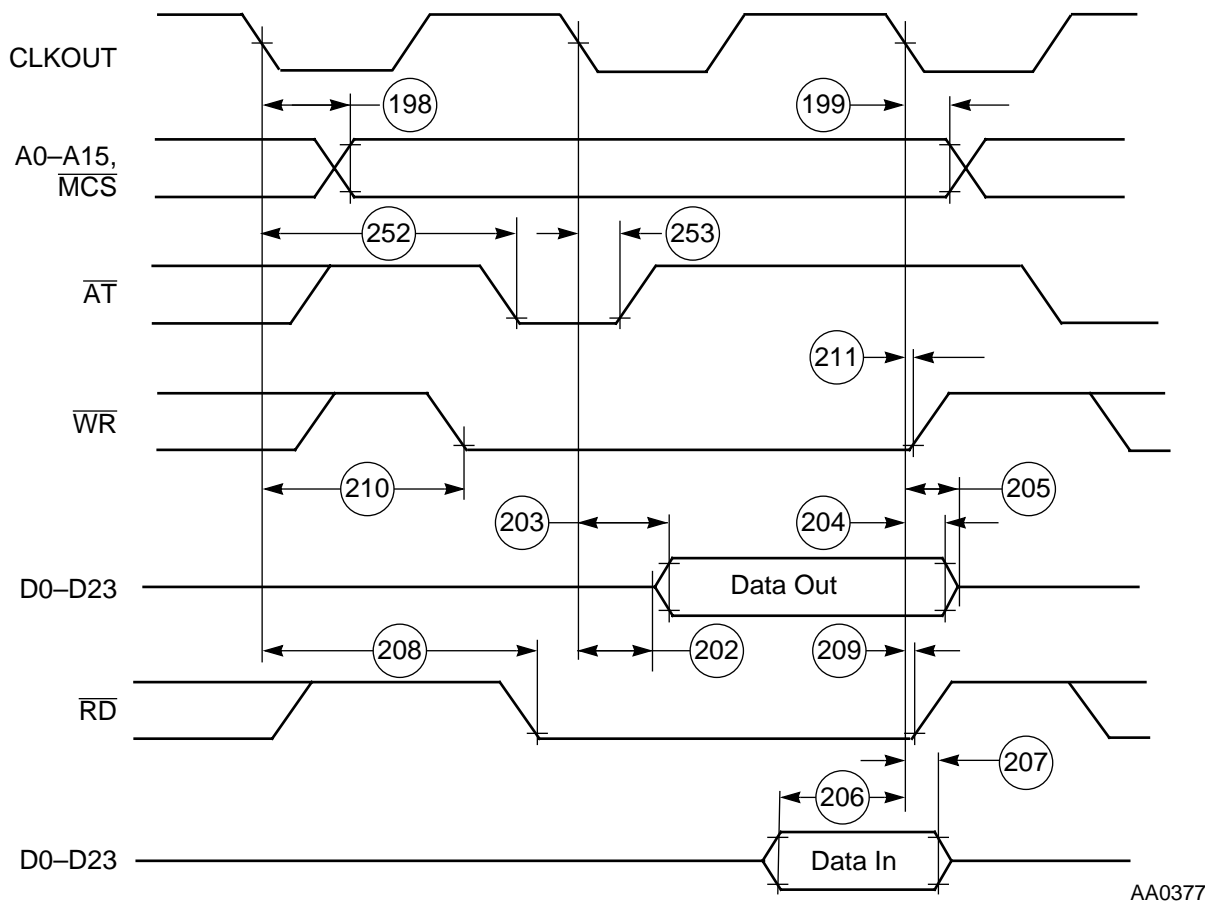 CLKOUT
198
199
A0–A15,
MCS
252
253
AT
211
WR
210
205
203
204
D0–D23
Data Out
208
202
209
RD
207
206
D0–D23
Data In
AA0377